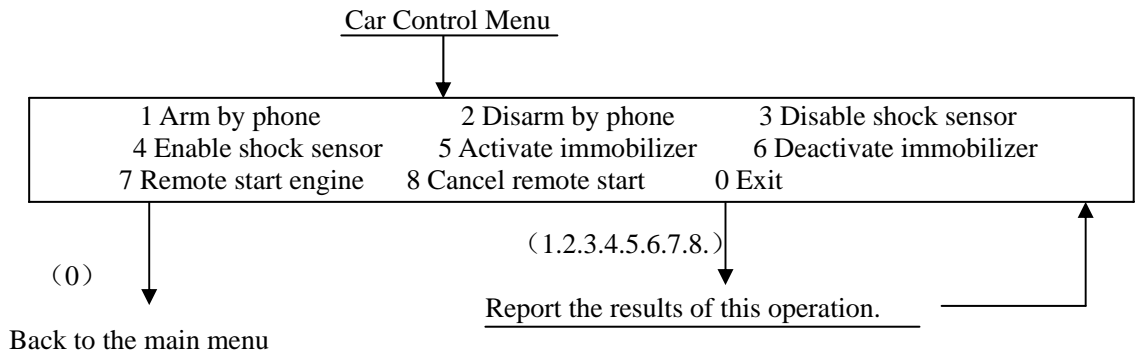 Car Control Menu
1 Arm by phone 2 Disarm by phone 3 Disable shock sensor
4 Enable shock sensor 5 Activate immobilizer 6 Deactivate immobilizer
7 Remote start engine 8 Cancel remote start 0 Exit
（1.2.3.4.5.6.7.8.）
（0）
Report the results of this operation.
Back to the main menu